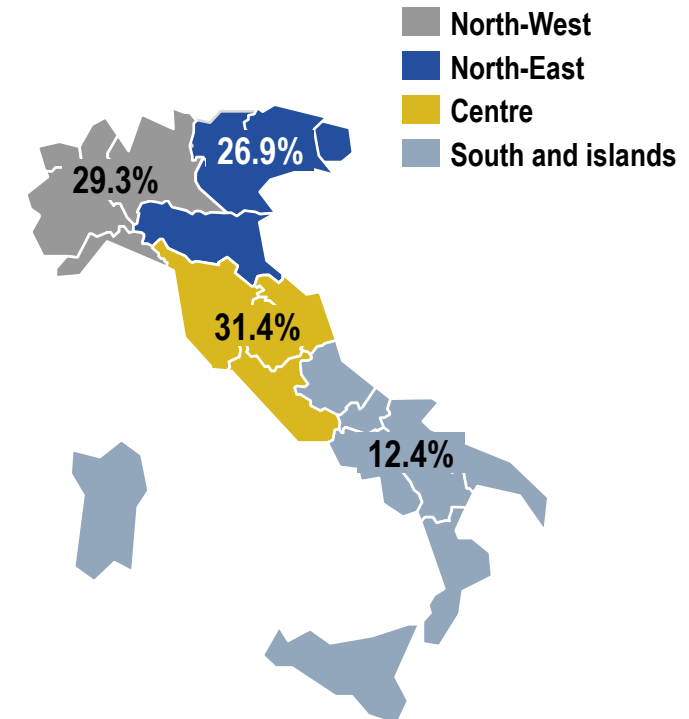 North-West
North-East
Centre
South and islands
26.9%
29.3%
31.4%
12.4%